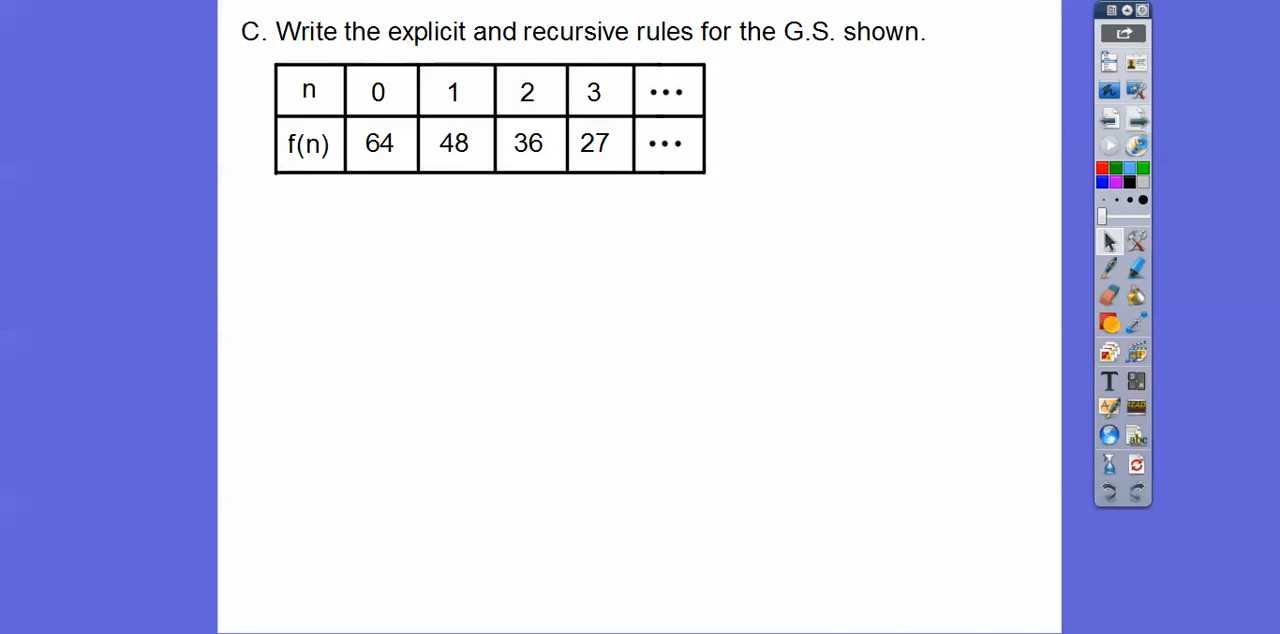 C. Write the explicit and recursive rules for the G.S. shown.
n 0 1 2 3 •••
f(n) 64 48 36 27 •••